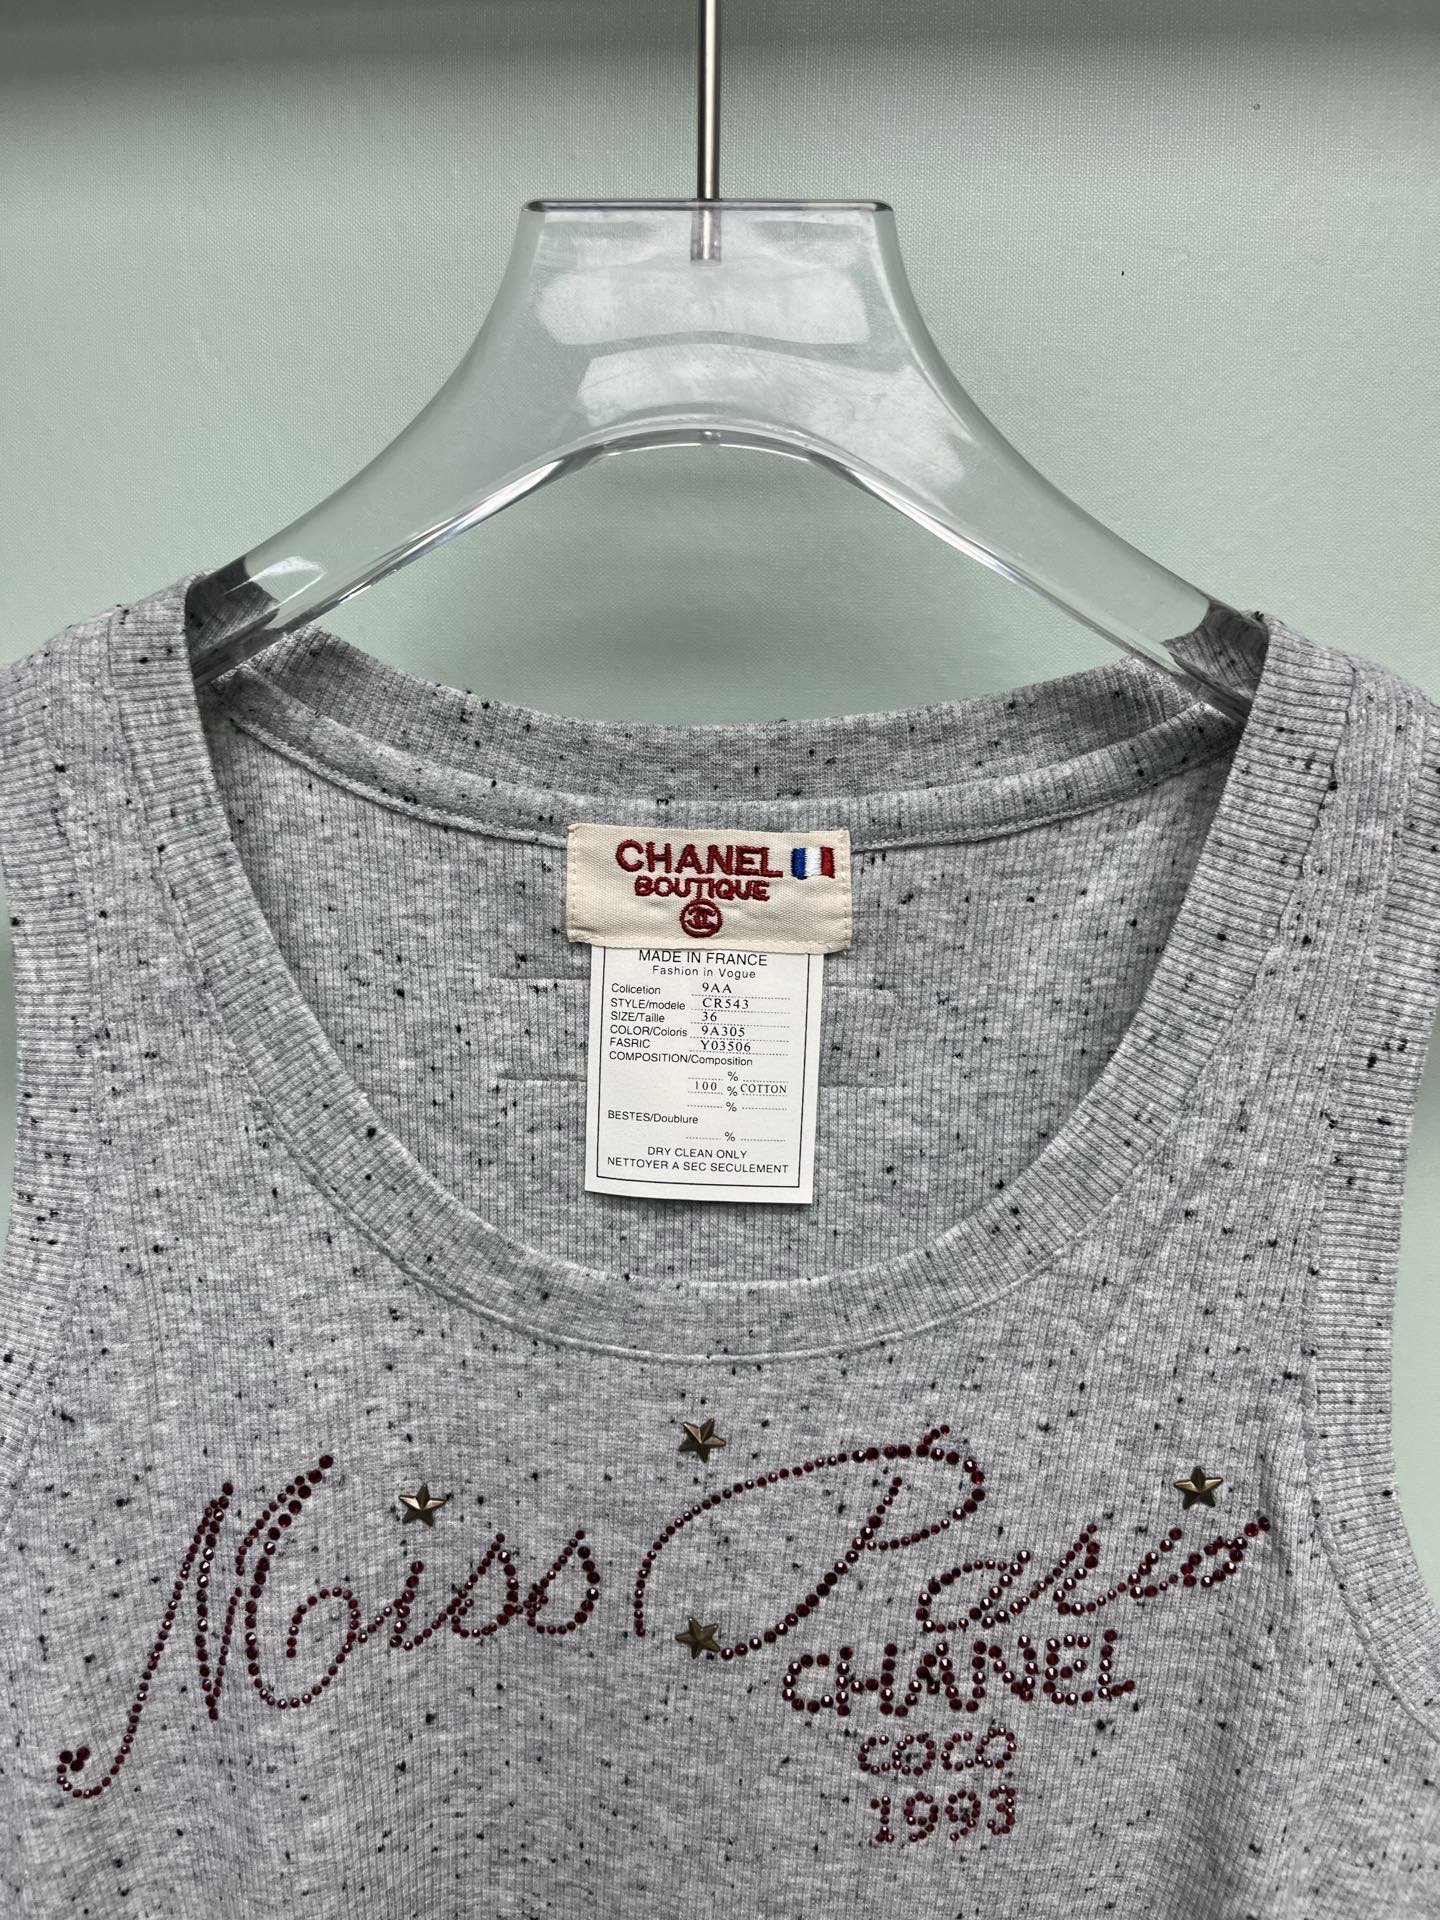 CHANEL
BOUTIQUE
MADE IN FRANCE
Fashion in Vogue
Colicetion 9AA
STYLE/modele CR543
SIZE/Taille 36
COLOR/Coloris 9A305
FASRIC Y03506
COMPOSITION/Composition
%
100 % COTTON
%
BESTES/Doublure
%
DRY CLEAN ONLY
NETTOYER A SEC SECULEMENT
Miss Paris
CHANEL
COCO
1993